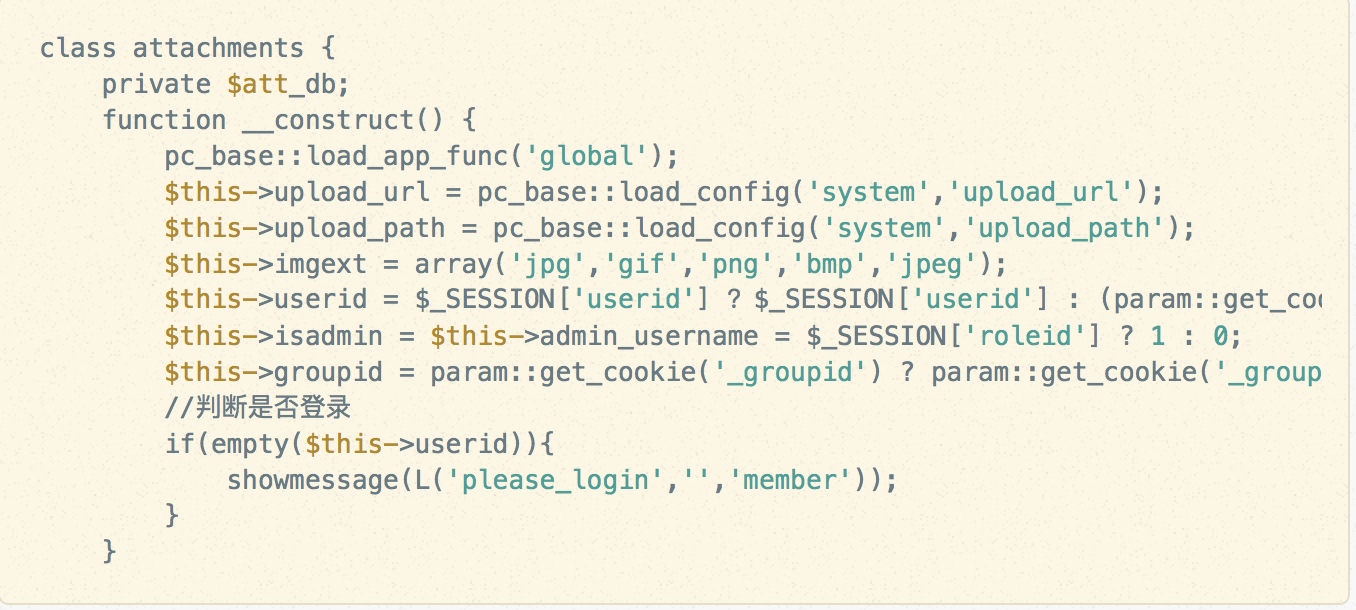 class attachments {
    private $att_db;
    function __construct() {
        pc_base::load_app_func('global');
        $this->upload_url = pc_base::load_config('system','upload_url');
        $this->upload_path = pc_base::load_config('system','upload_path');
        $this->imgext = array('jpg','gif','png','bmp','jpeg');
        $this->userid = $_SESSION['userid'] ? $_SESSION['userid'] : (param::get_coo
        $this->isadmin = $this->admin_username = $_SESSION['roleid'] ? 1 : 0;
        $this->groupid = param::get_cookie('_groupid') ? param::get_cookie('_group
        //判断是否登录
        if(empty($this->userid)){
            showmessage(L('please_login','','member'));
        }
    }